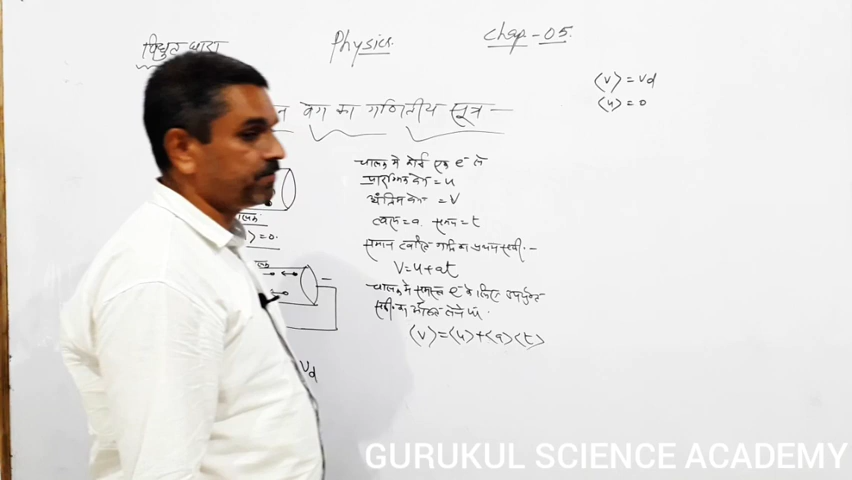 विद्युत धारा Physics. Chap-05.
न वेग का गणितीय सूत्र —
⟨v⟩ = vd
⟨u⟩ = 0
चालक में कोई एक e⁻ ले
प्रारम्भिक वेग = u
अंतिम वेग = V
त्वरण = a, समय = t
समान त्वरित गति का प्रथम समी. –
V = u + at
चालक में समस्त e⁻ के लिए उपर्युक्त
समी. का औसत लेने पर.
⟨v⟩ = ⟨u⟩ + ⟨a⟩⟨t⟩
⟩ = 0.
–
Vd
GURUKUL SCIENCE ACADEMY